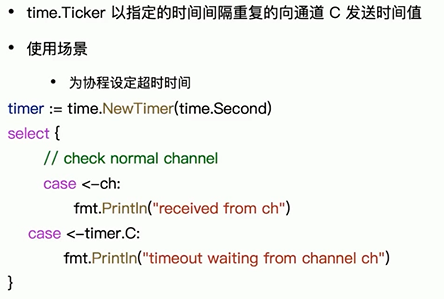 • time.Ticker 以指定的时间间隔重复的向通道 C 发送时间值
• 使用场景
• 为协程设定超时时间
timer := time.NewTimer(time.Second)
select {
// check normal channel
case <-ch:
fmt.Println("received from ch")
case <-timer.C:
fmt.Println("timeout waiting from channel ch")
}